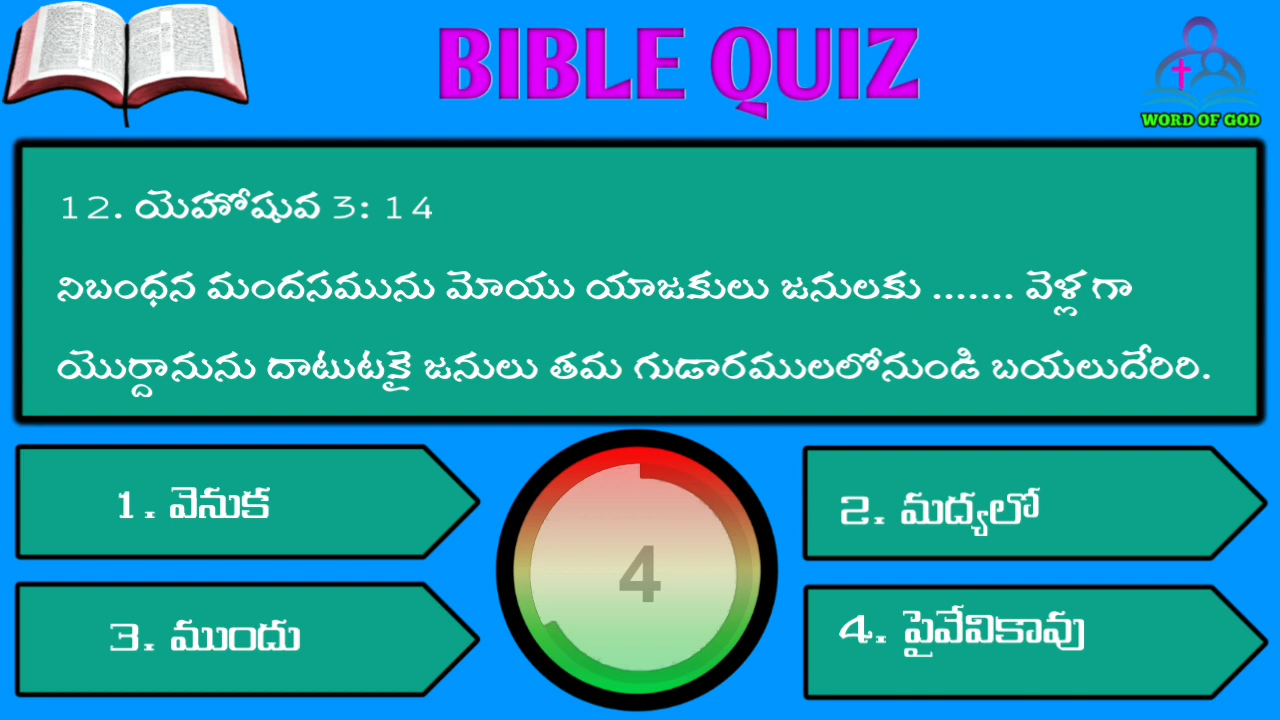 BIBLE QUIZ
WORD OF GOD
12. యెహోషువ 3: 14
నిబంధన మందసమును మోయు యాజకులు జనులకు ....... వెళ్లగా
యొర్దానును దాటుటకై జనులు తమ గుడారములలోనుండి బయలుదేరిరి.
1. వెనుక
2. మద్యలో
4
3. ముందు
4. పైవేవికావు